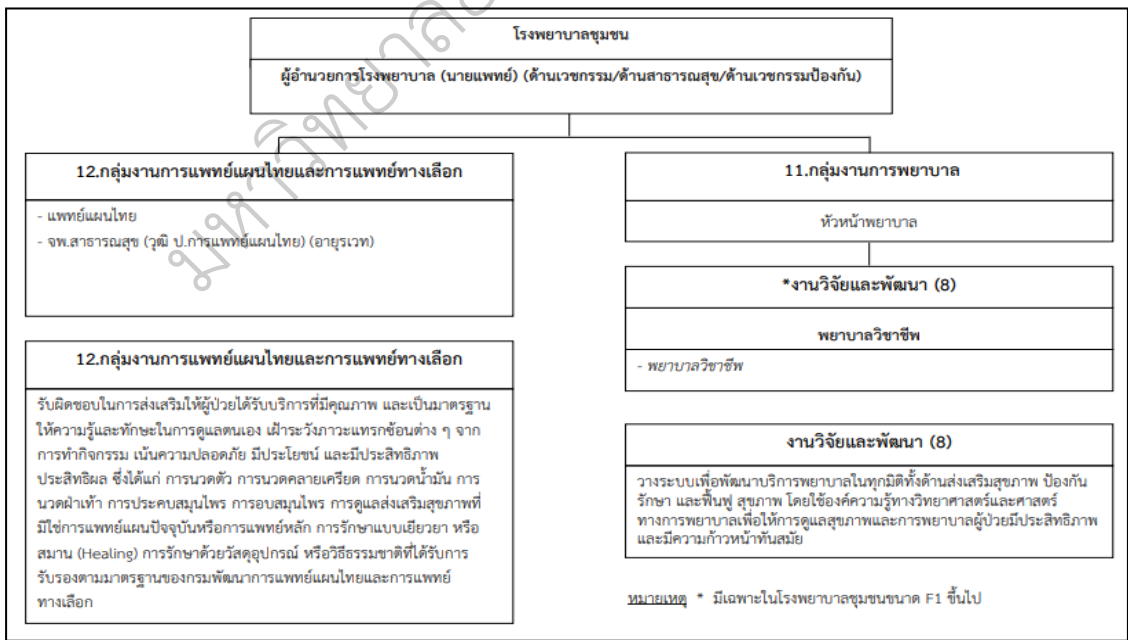 โรงพยาบาลชุมชน
ผู้อำนวยการโรงพยาบาล (นายแพทย์) (ด้านเวชกรรม/ด้านสาธารณสุข/ด้านเวชกรรมป้องกัน)
12.กลุ่มงานการแพทย์แผนไทยและการแพทย์ทางเลือก
- แพทย์แผนไทย
- จพ.สาธารณสุข (วุฒิ ป.การแพทย์แผนไทย) (อายุรเวท)
12.กลุ่มงานการแพทย์แผนไทยและการแพทย์ทางเลือก
รับผิดชอบในการส่งเสริมให้ผู้ป่วยได้รับบริการที่มีคุณภาพ และเป็นมาตรฐาน
ให้ความรู้และทักษะในการดูแลตนเอง เฝ้าระวังภาวะแทรกซ้อนต่าง ๆ จาก
การทำกิจกรรม เน้นความปลอดภัย มีประโยชน์ และมีประสิทธิภาพ
ประสิทธิผล ซึ่งได้แก่ การนวดตัว การนวดคลายเครียด การนวดน้ำมัน การ
นวดฝ่าเท้า การประคบสมุนไพร การอบสมุนไพร การดูแลส่งเสริมสุขภาพที่
มิใช่การแพทย์แผนปัจจุบันหรือการแพทย์หลัก การรักษาแบบเยียวยา หรือ
สมาน (Healing) การรักษาด้วยวัสดุอุปกรณ์ หรือวิธีธรรมชาติที่ได้รับการ
รับรองตามมาตรฐานของกรมพัฒนาการแพทย์แผนไทยและการแพทย์
ทางเลือก
11.กลุ่มงานการพยาบาล
หัวหน้าพยาบาล
*งานวิจัยและพัฒนา (8)
พยาบาลวิชาชีพ
- พยาบาลวิชาชีพ
งานวิจัยและพัฒนา (8)
วางระบบเพื่อพัฒนาบริการพยาบาลในทุกมิติทั้งด้านส่งเสริมสุขภาพ ป้องกัน
รักษา และฟื้นฟู สุขภาพ โดยใช้องค์ความรู้ทางวิทยาศาสตร์และศาสตร์
ทางการพยาบาลเพื่อให้การดูแลสุขภาพและการพยาบาลผู้ป่วยมีประสิทธิภาพ
และมีความก้าวหน้าทันสมัย
หมายเหตุ * มีเฉพาะในโรงพยาบาลชุมชนขนาด F1 ขึ้นไป
มหาวิทยาลัย